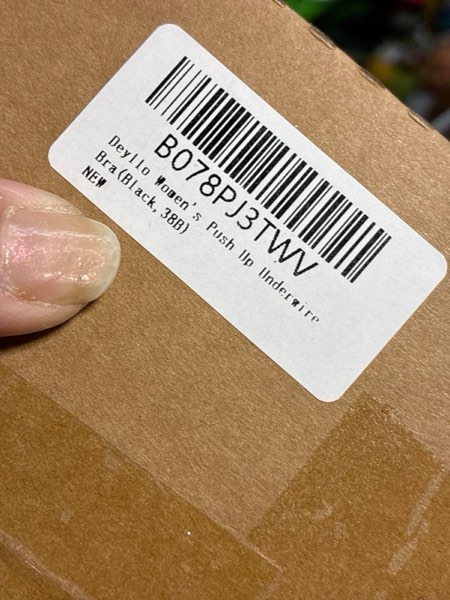 B078PJ3TWV
Deyllo Women's Push Up Underwire
Bra(Black,38B)
NEW